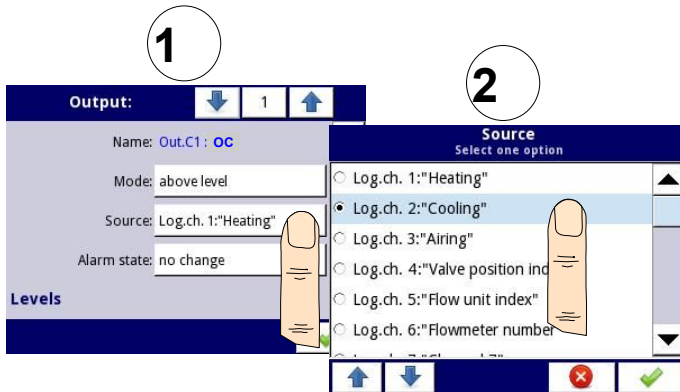 1
Output:
1
Name: Out.C1 : OC
Mode: above level
Source: Log.ch. 1:"Heating"
Alarm state: no change
Levels
2
Source
Select one option
Log.ch. 1:"Heating"
Log.ch. 2:"Cooling"
Log.ch. 3:"Airing"
Log.ch. 4:"Valve position ind
Log.ch. 5:"Flow unit index"
Log.ch. 6:"Flowmeter number